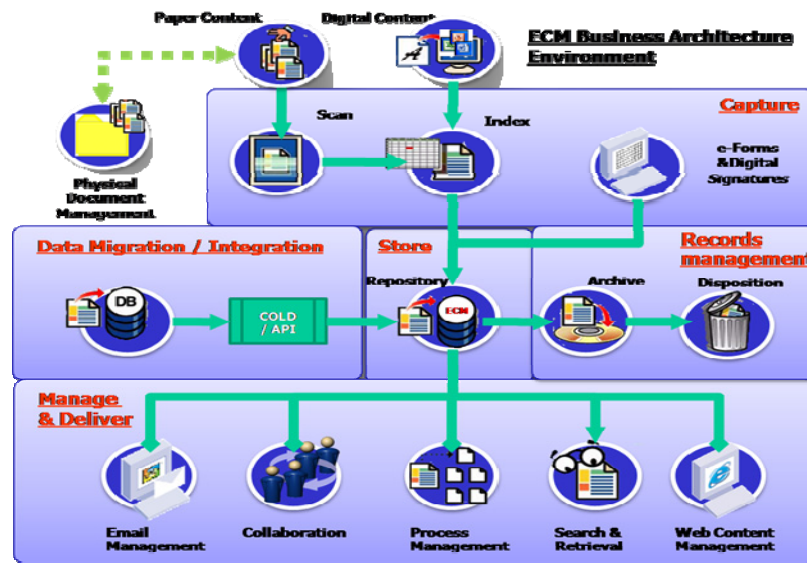 Paper Content
Digital Content
ECM Business Architecture
Environment
Capture
Scan
Index
e-Forms
&Digital
Signatures
Physical
Document
Management
Data Migration / Integration
Store
Records
management
Repository
Archive
Disposition
DB
COLD
/ API
ECM
Manage
& Deliver
Email
Management
Collaboration
Process
Management
Search &
Retrieval
Web Content
Management